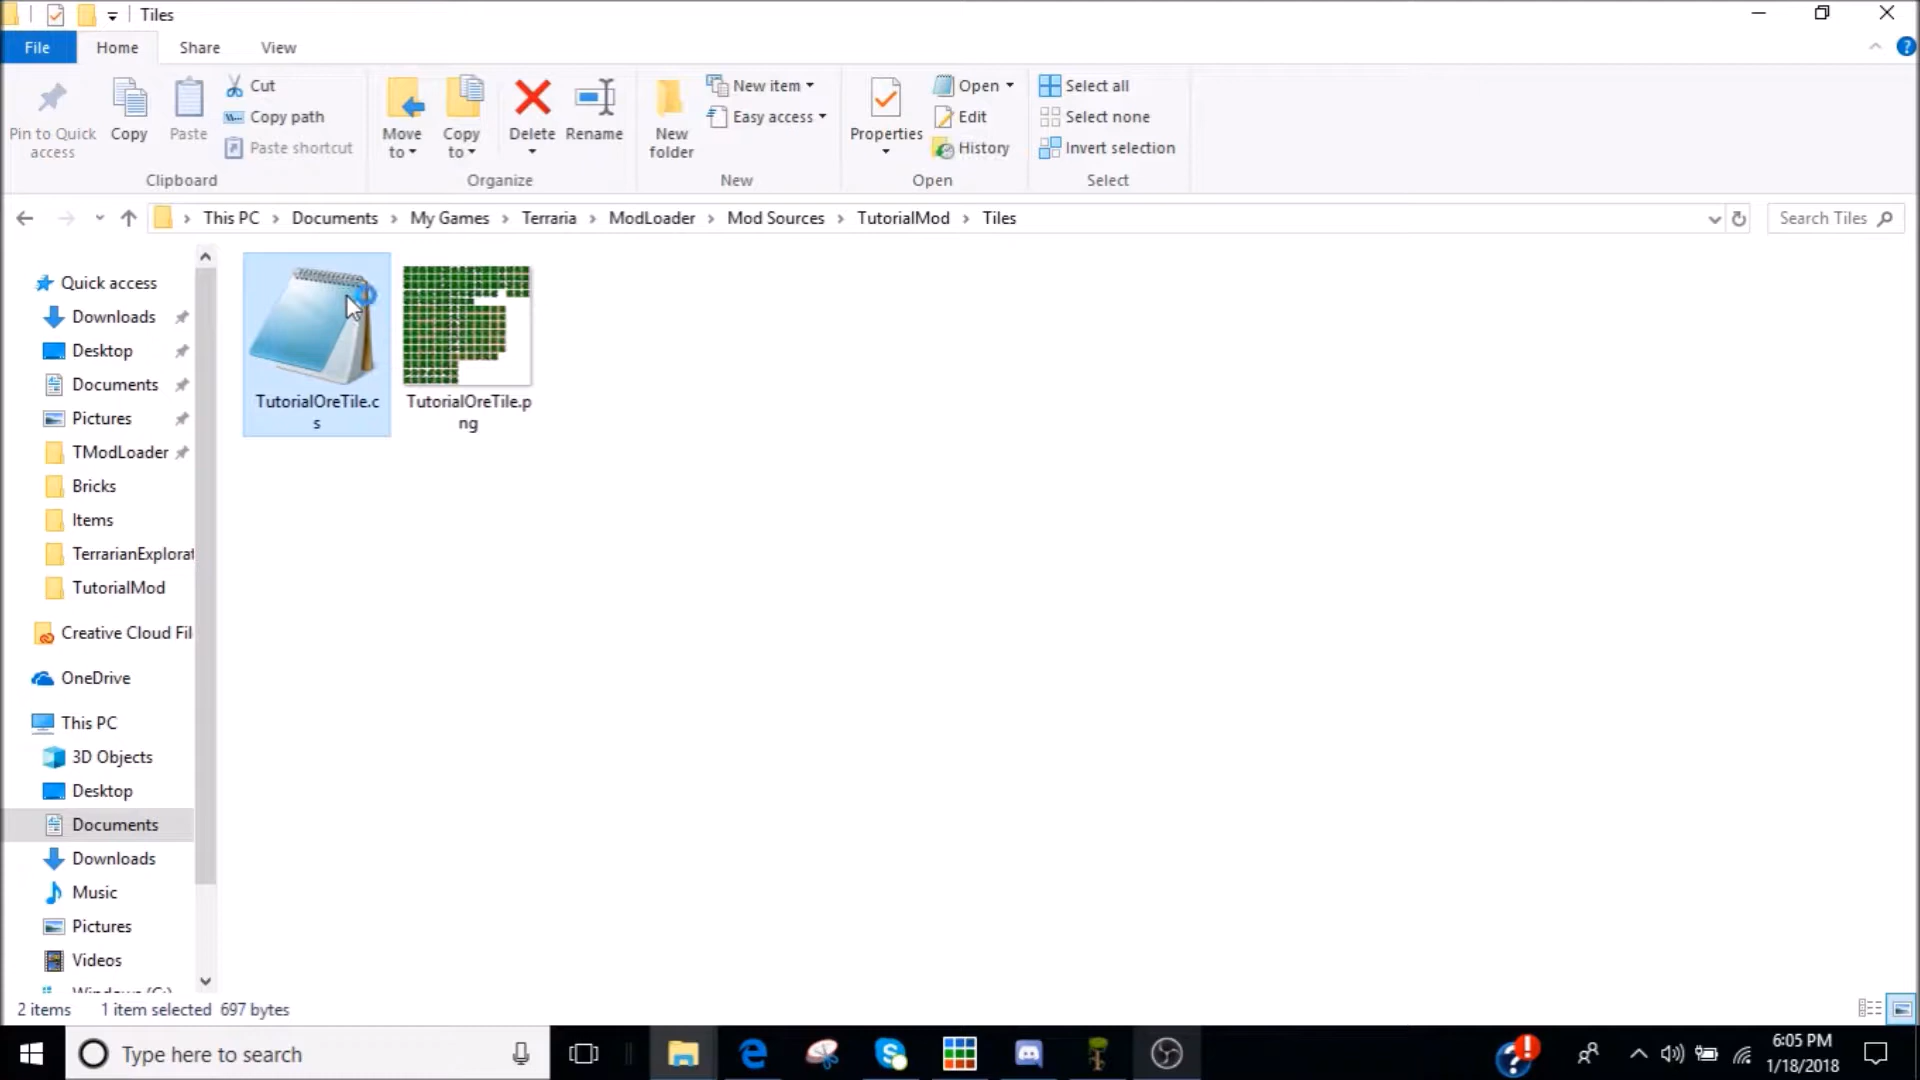 Tiles
File Home Share View
Pin to Quick access
Copy
Paste
Cut
Copy path
Paste shortcut
Clipboard
Move to
Copy to
Delete
Rename
Organize
New folder
New item
Easy access
New
Properties
Open
Edit
History
Open
Select all
Select none
Invert selection
Select
This PC > Documents > My Games > Terraria > ModLoader > Mod Sources > TutorialMod > Tiles
Search Tiles
Quick access
Downloads
Desktop
Documents
Pictures
TModLoader
Bricks
Items
TerrarianExplorat
TutorialMod
Creative Cloud Fil
OneDrive
This PC
3D Objects
Desktop
Documents
Downloads
Music
Pictures
Videos
Windows (C:)
TutorialOreTile.c
s
TutorialOreTile.p
ng
2 items 1 item selected 697 bytes
Type here to search
6:05 PM
1/18/2018